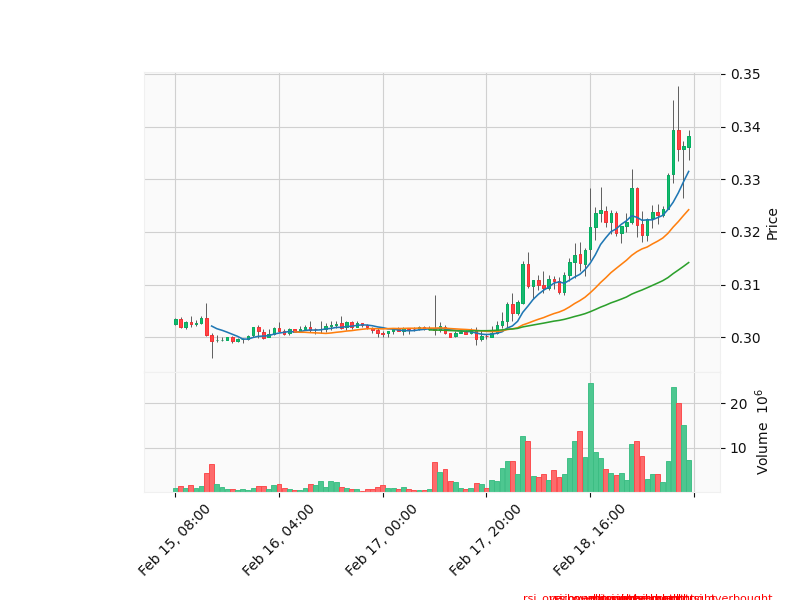 0.35
0.34
0.33
0.32
0.31
0.30
Price
20
10
Volume 10^6
Feb 15, 08:00
Feb 16, 04:00
Feb 17, 00:00
Feb 17, 20:00
Feb 18, 16:00